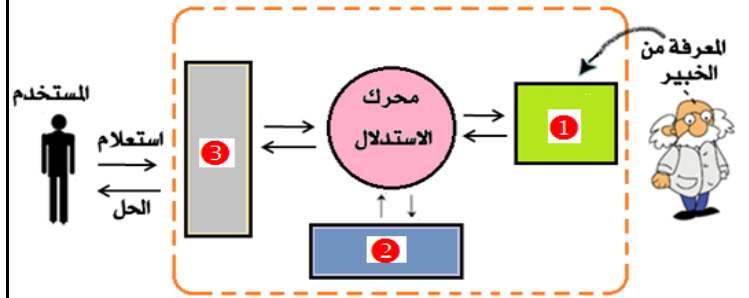 المعرفة من
الخبير
المستخدم
محرك
الاستدلال
1
3
استعلام
الحل
2